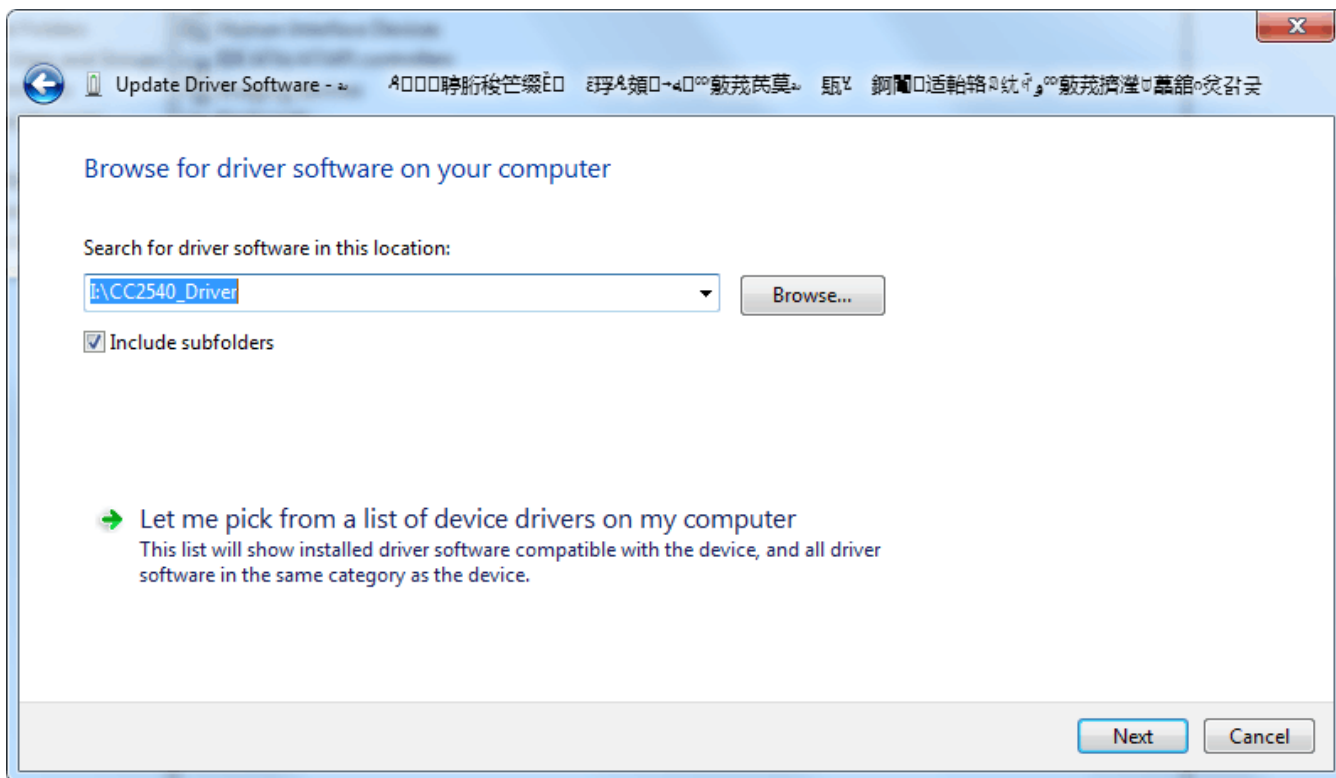 Update Driver Software -
Browse for driver software on your computer
Search for driver software in this location:
I:\CC2540_Driver
Browse...
Include subfolders
Let me pick from a list of device drivers on my computer
This list will show installed driver software compatible with the device, and all driver
software in the same category as the device.
Next
Cancel